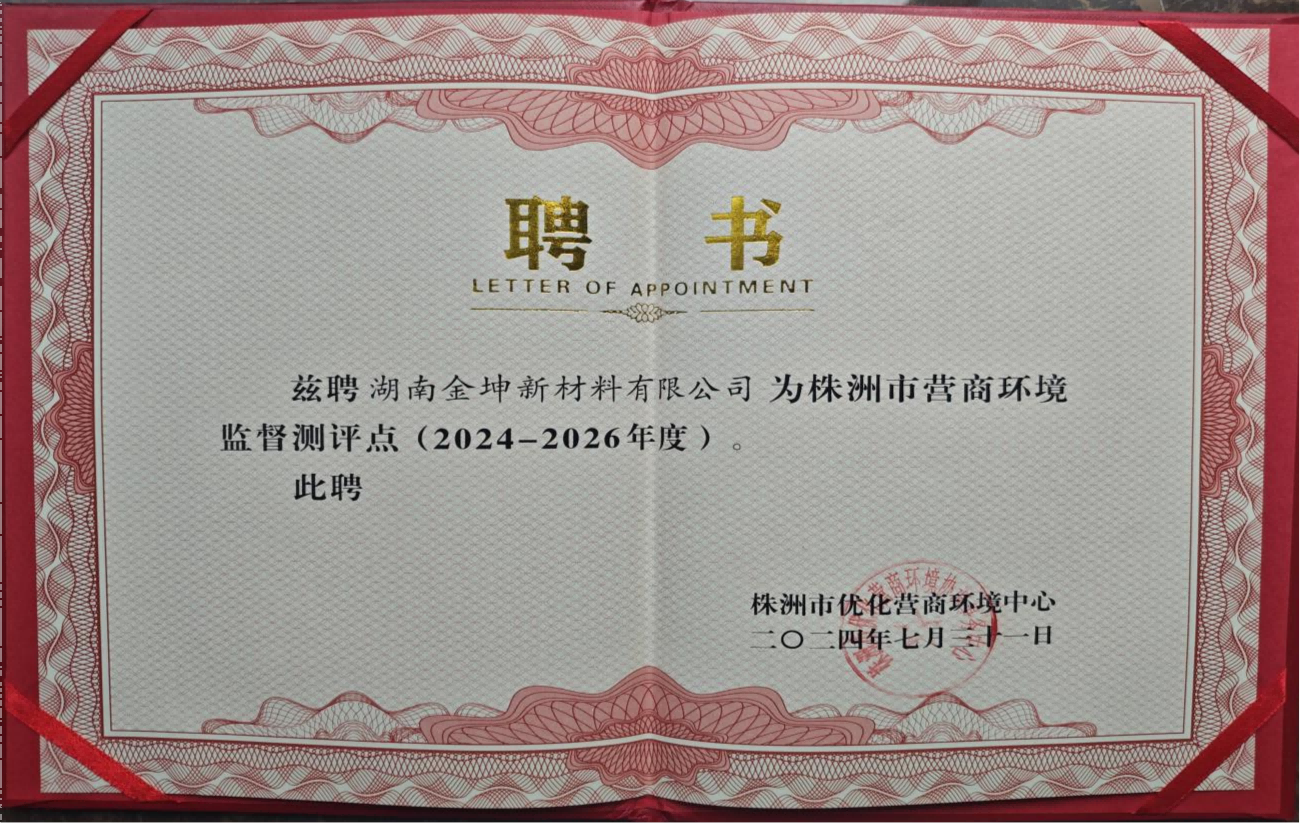 聘书
LETTER OF APPOINTMENT
兹聘 湖南金坤新材料有限公司 为株洲市营商环境
监督测评点（2024–2026年度）。
此聘
株洲市优化营商环境中心
二〇二四年七月三十一日